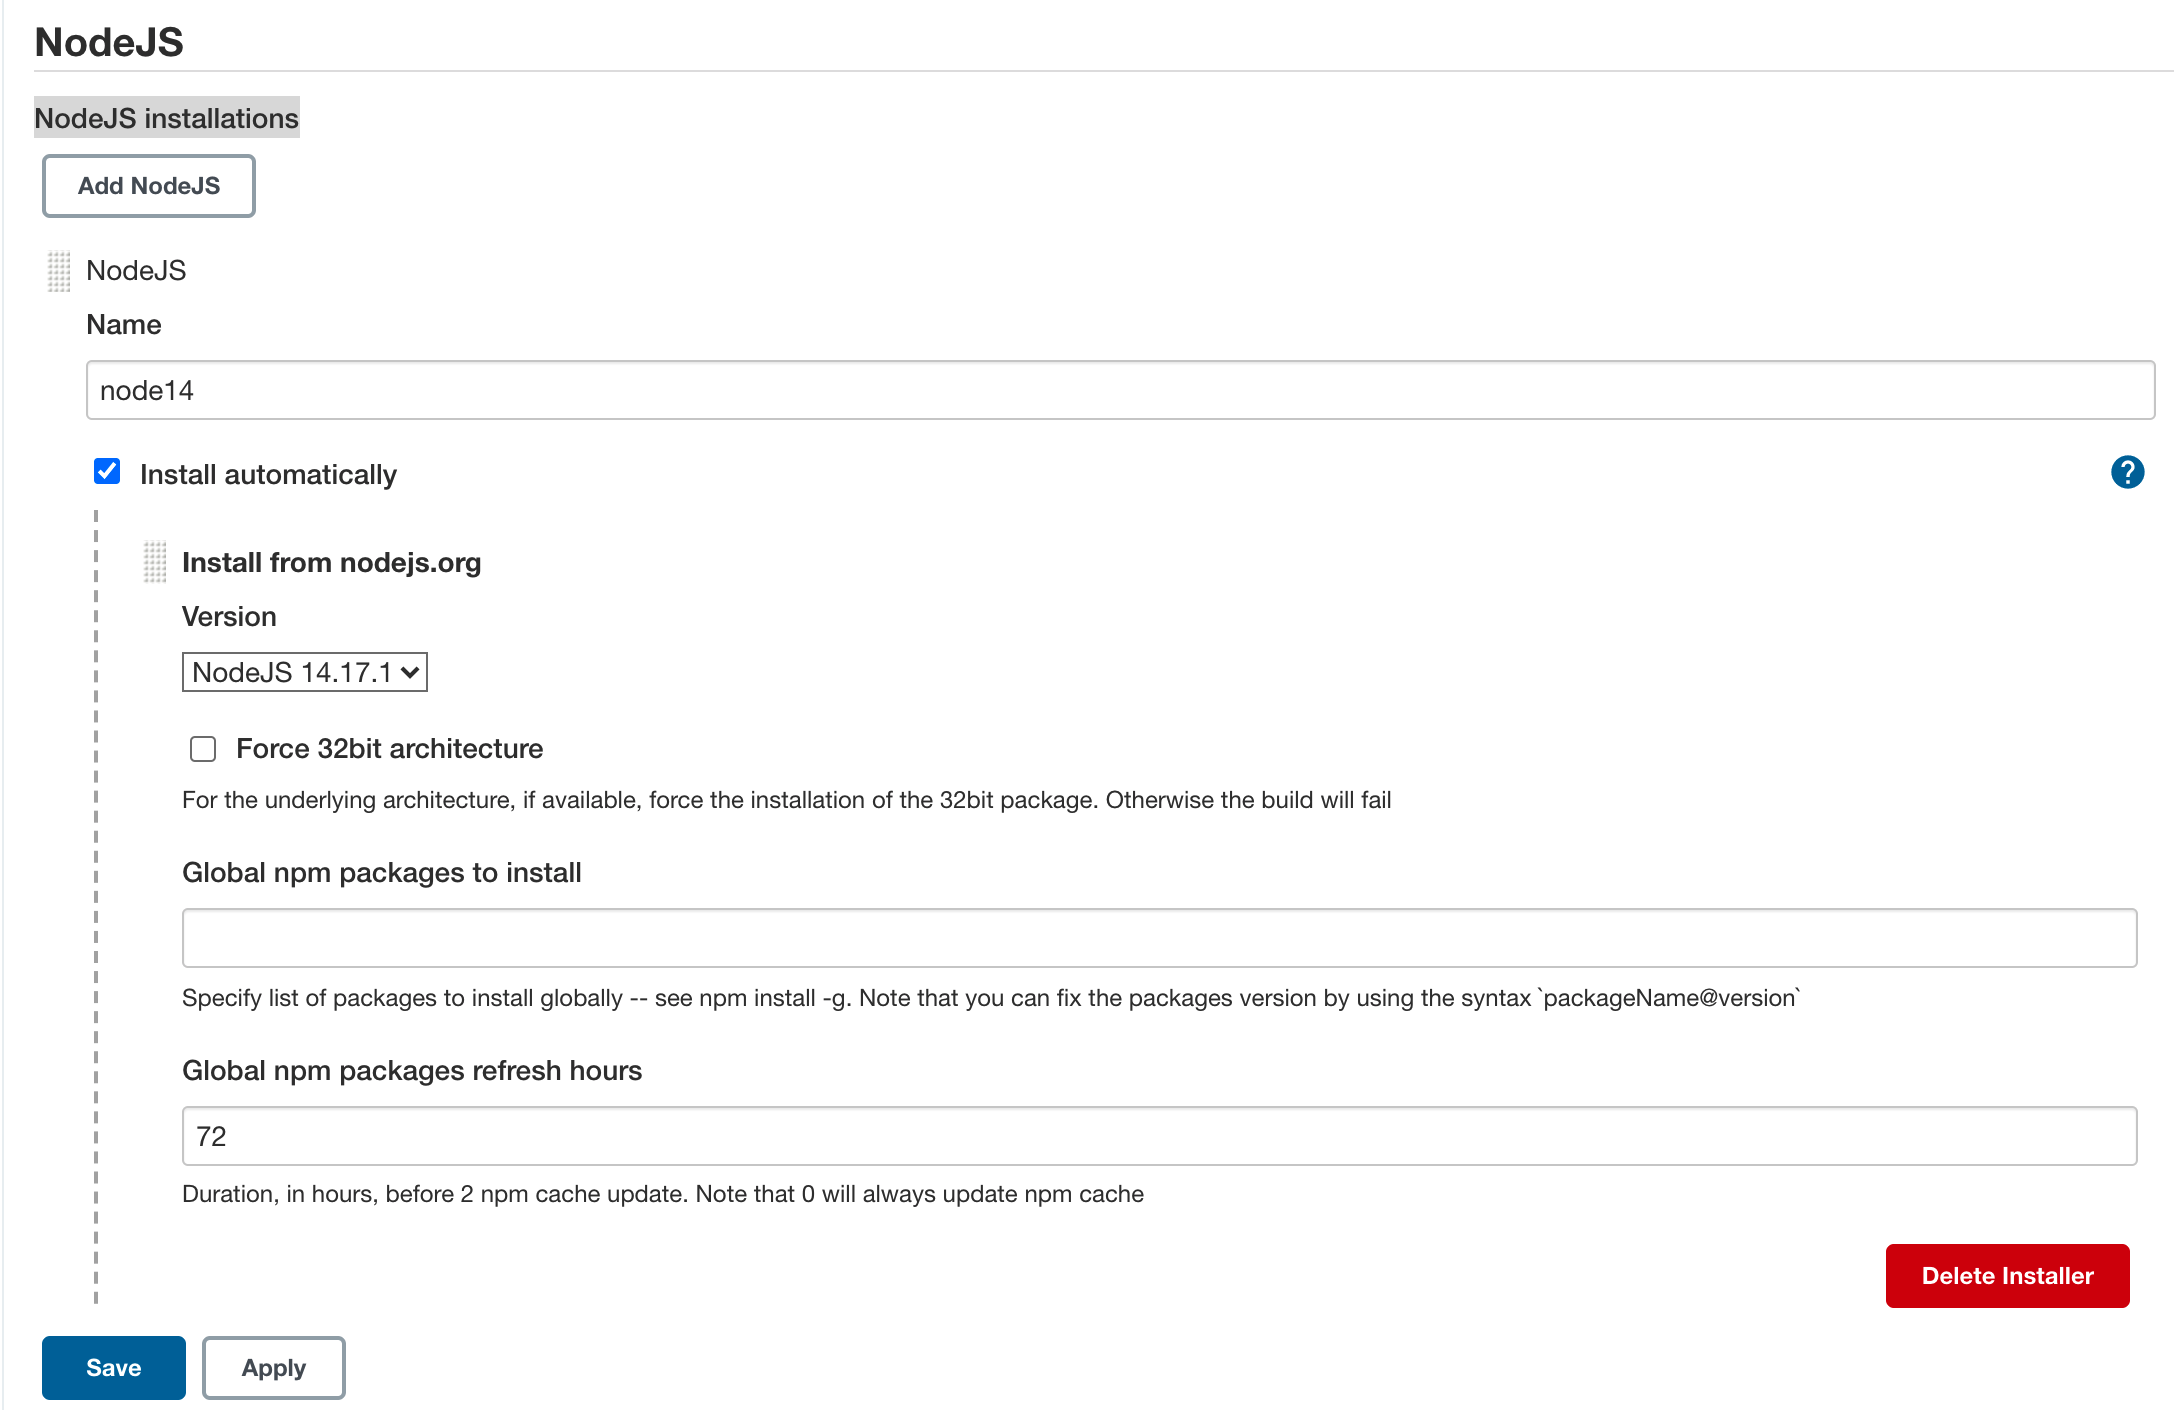 NodeJS
NodeJS installations
Add NodeJS
NodeJS
Name
node14
Install automatically
?
Install from nodejs.org
Version
NodeJS 14.17.1
Force 32bit architecture
For the underlying architecture, if available, force the installation of the 32bit package. Otherwise the build will fail
Global npm packages to install
Specify list of packages to install globally -- see npm install -g. Note that you can fix the packages version by using the syntax `packageName@version`
Global npm packages refresh hours
72
Duration, in hours, before 2 npm cache update. Note that 0 will always update npm cache
Delete Installer
Save
Apply